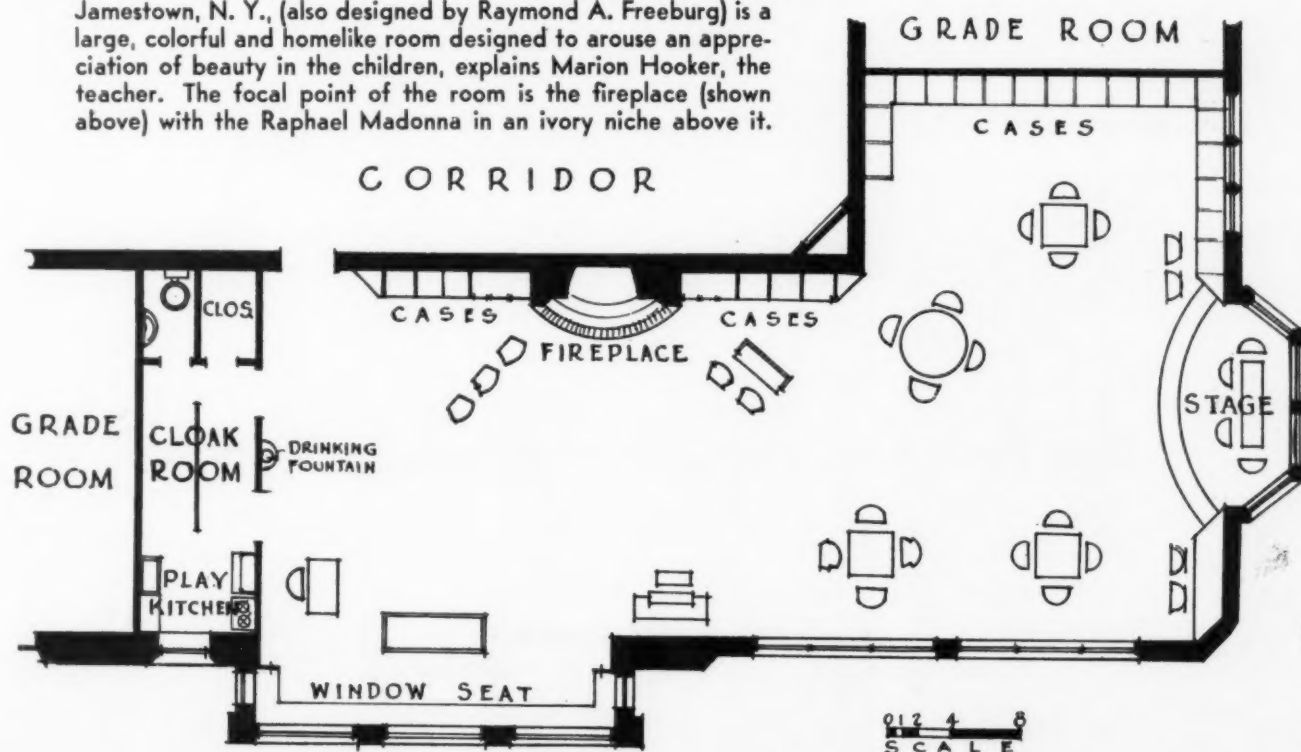 Jamestown, N. Y., (also designed by Raymond A. Freeburg) is a
large, colorful and homelike room designed to arouse an appre-
ciation of beauty in the children, explains Marion Hooker, the
teacher. The focal point of the room is the fireplace (shown
above) with the Raphael Madonna in an ivory niche above it.
GRADE ROOM
CASES
CORRIDOR
CLOS.
CASES
CASES
FIREPLACE
STAGE
GRADE
ROOM
CLOAK
ROOM
DRINKING
FOUNTAIN
PLAY
KITCHEN
WINDOW SEAT
0 1 2 4 8
SCALE